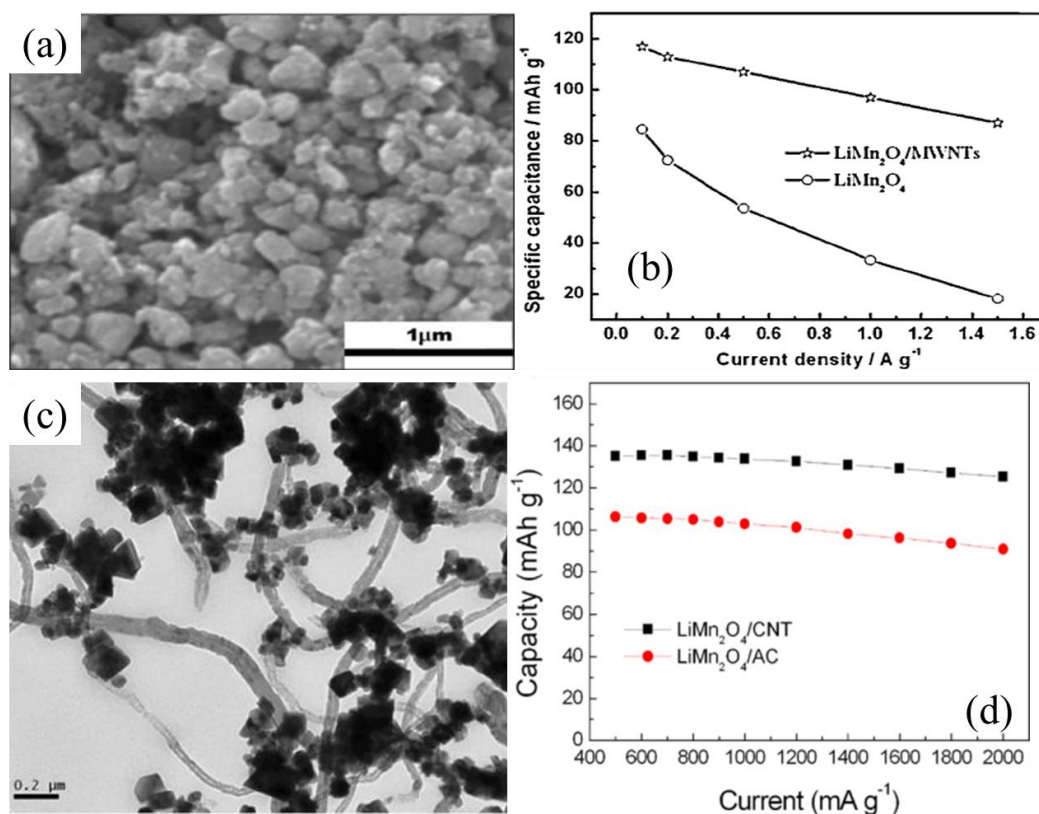 (a)
1μm
Specific capacitance / mAh g⁻¹
120
100
80
60
40
20
LiMn₂O₄/MWNTs
LiMn₂O₄
(b)
0.0 0.2 0.4 0.6 0.8 1.0 1.2 1.4 1.6
Current density / A g⁻¹
(c)
0.2 μm
Capacity (mAh g⁻¹)
160
140
120
100
80
60
40
20
0
LiMn₂O₄/CNT
LiMn₂O₄/AC
(d)
400 600 800 1000 1200 1400 1600 1800 2000
Current (mA g⁻¹)